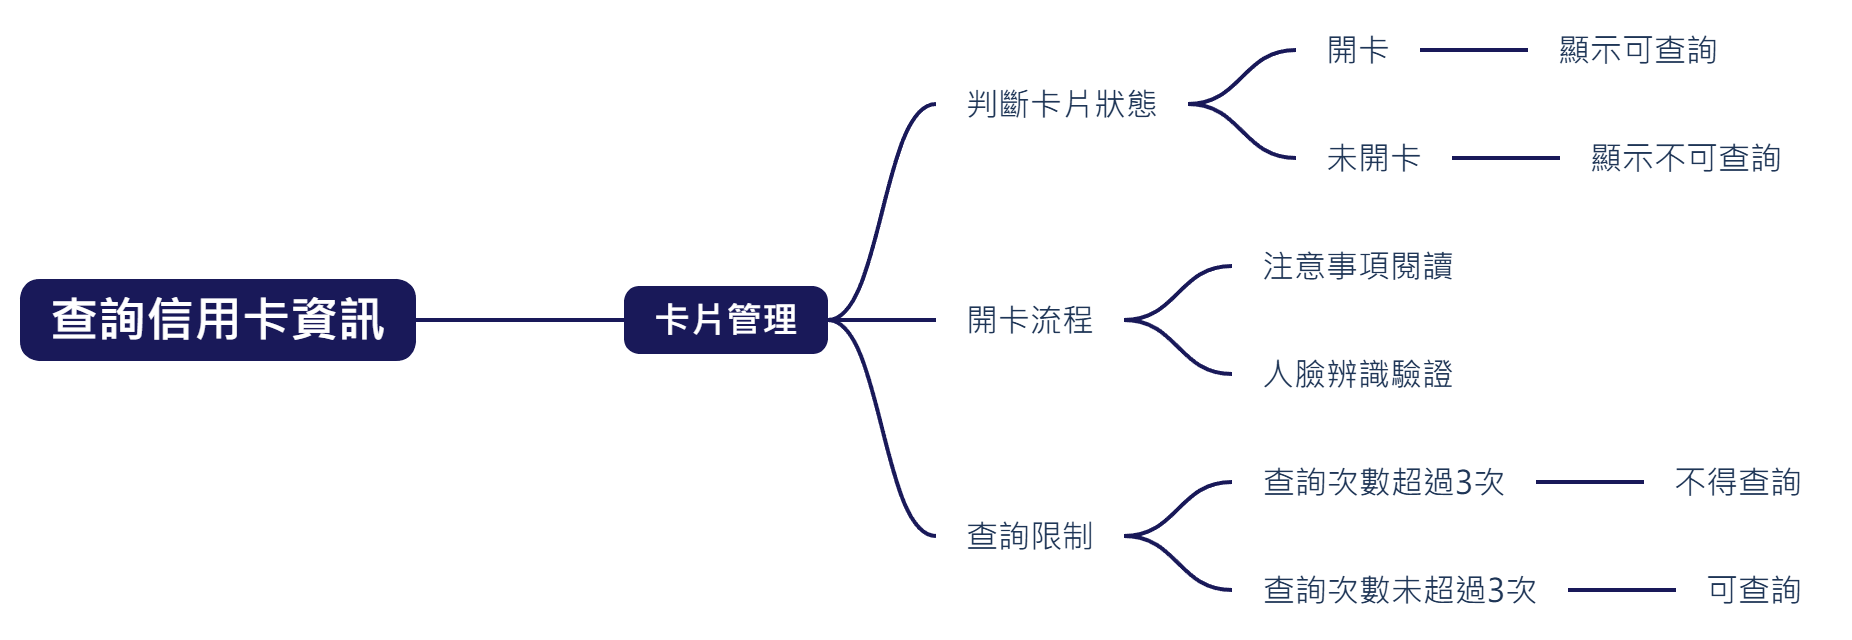 查詢信用卡資訊
卡片管理
判斷卡片狀態
開卡
顯示可查詢
未開卡
顯示不可查詢
開卡流程
注意事項閱讀
人臉辨識驗證
查詢限制
查詢次數超過3次
不得查詢
查詢次數未超過3次
可查詢